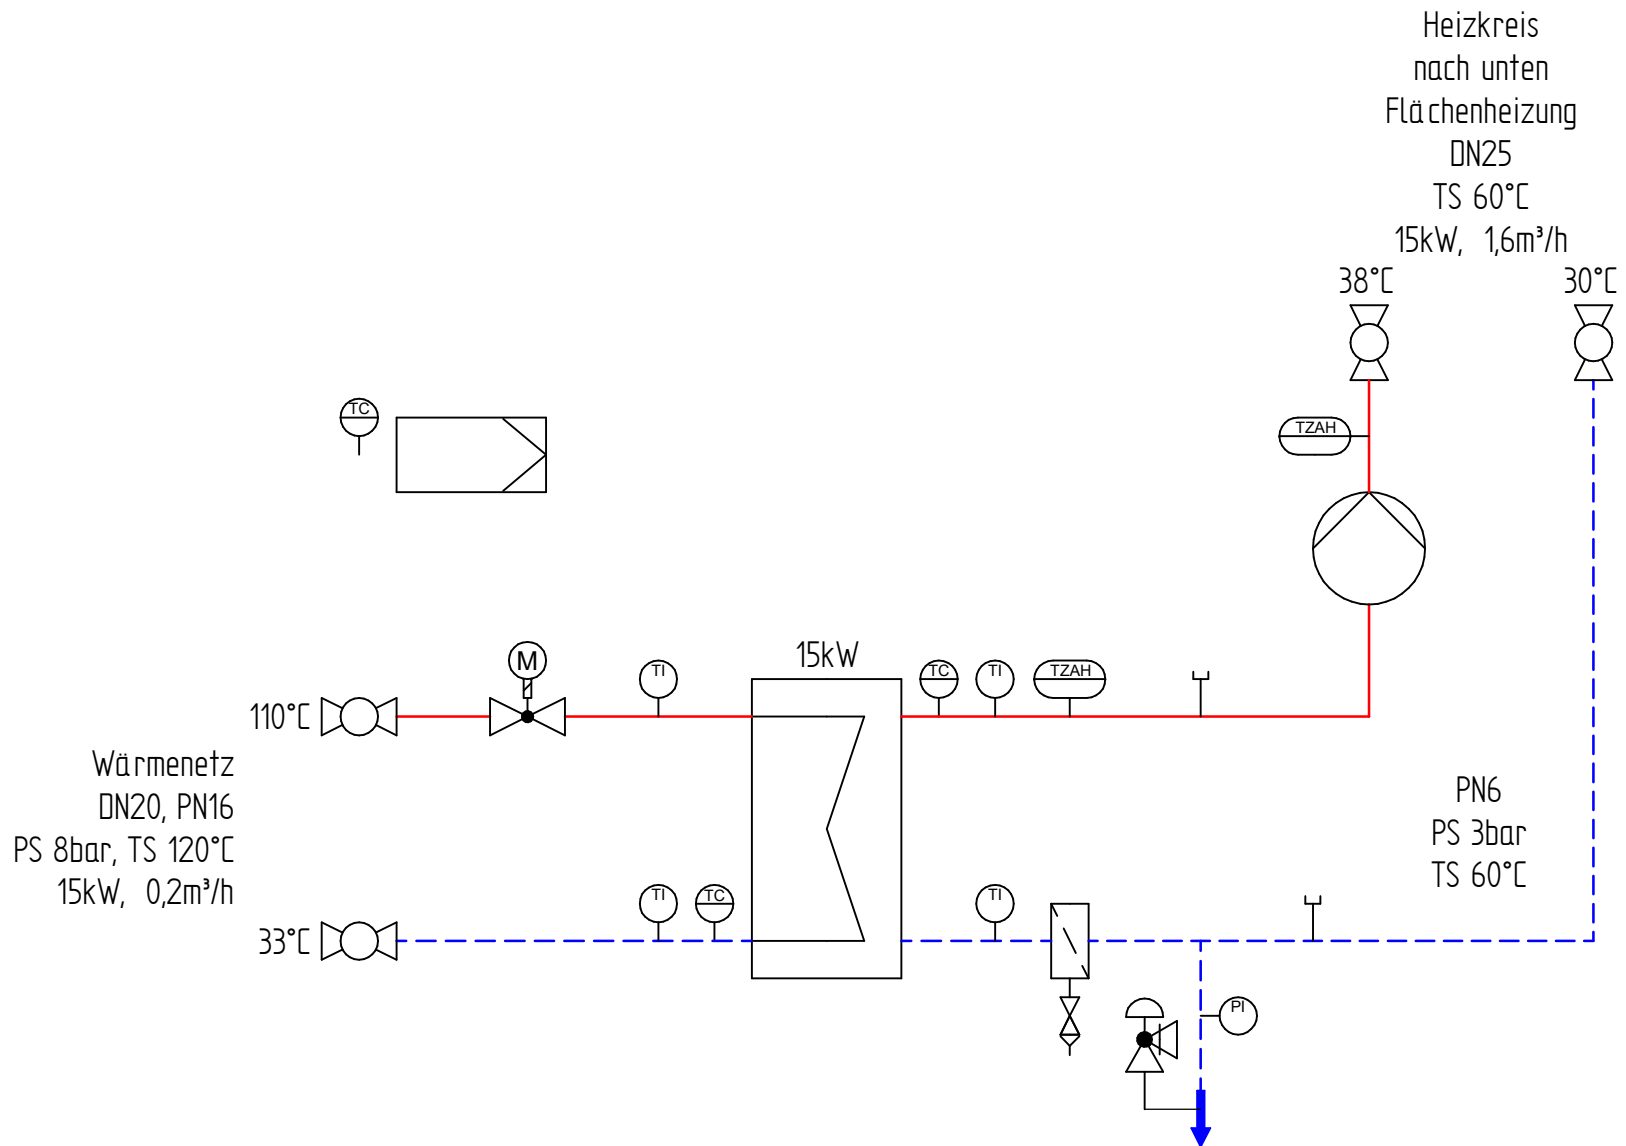 Heizkreis
nach unten
Flächenheizung
DN25
TS 60°C
15kW, 1,6m³/h
38°C
30°C
TC
TZAH
M
TI
15kW
TC
TI
TZAH
110°C
Wärmenetz
DN20, PN16
PS 8bar, TS 120°C
15kW, 0,2m³/h
PN6
PS 3bar
TS 60°C
33°C
TI
TC
TI
PI